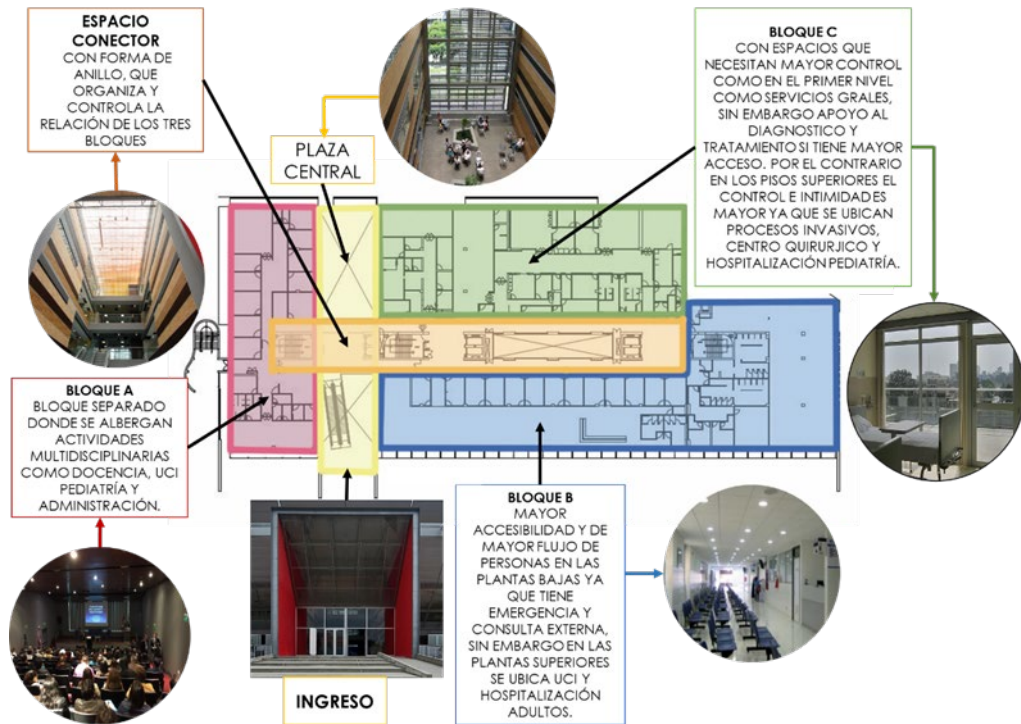 ESPACIO
CONECTOR
CON FORMA DE
ANILLO, QUE
ORGANIZA Y
CONTROLA LA
RELACIÓN DE LOS TRES
BLOQUES
PLAZA
CENTRAL
BLOQUE C
CON ESPACIOS QUE
NECESITAN MAYOR CONTROL
COMO EN EL PRIMER NIVEL
COMO SERVICIOS GRALES,
SIN EMBARGO APOYO AL
DIAGNOSTICO Y
TRATAMIENTO SI TIENE MAYOR
ACCESO. POR EL CONTRARIO
EN LOS PISOS SUPERIORES EL
CONTROL E INTIMIDAD ES
MAYOR YA QUE SE UBICAN
PROCESOS INVASIVOS,
CENTRO QUIRURJICO Y
HOSPITALIZACIÓN PEDIATRÍA.
BLOQUE A
BLOQUE SEPARADO
DONDE SE ALBERGAN
ACTIVIDADES
MULTIDISCIPLINARIAS
COMO DOCENCIA, UCI
PEDIATRÍA Y
ADMINISTRACIÓN.
INGRESO
BLOQUE B
MAYOR
ACCESIBILIDAD Y DE
MAYOR FLUJO DE
PERSONAS EN LAS
PLANTAS BAJAS YA
QUE TIENE
EMERGENCIA Y
CONSULTA EXTERNA,
SIN EMBARGO EN LAS
PLANTAS SUPERIORES
SE UBICA UCI Y
HOSPITALIZACIÓN
ADULTOS.